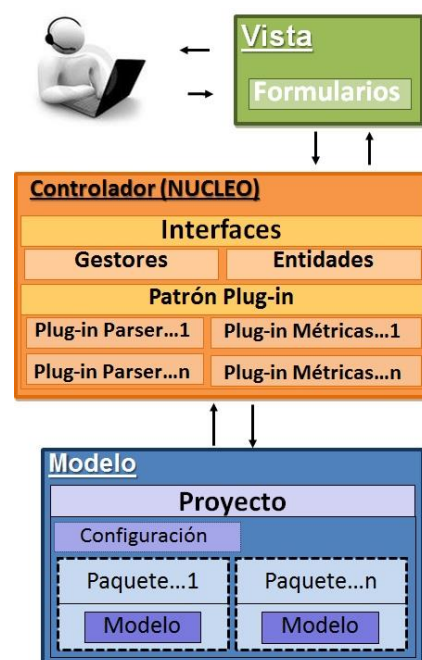 Vista
Formularios
Controlador (NUCLEO)
Interfaces
Gestores
Entidades
Patrón Plug-in
Plug-in Parser...1
Plug-in Métricas...1
Plug-in Parser...n
Plug-in Métricas...n
Modelo
Proyecto
Configuración
Paquete...1
Paquete...n
Modelo
Modelo